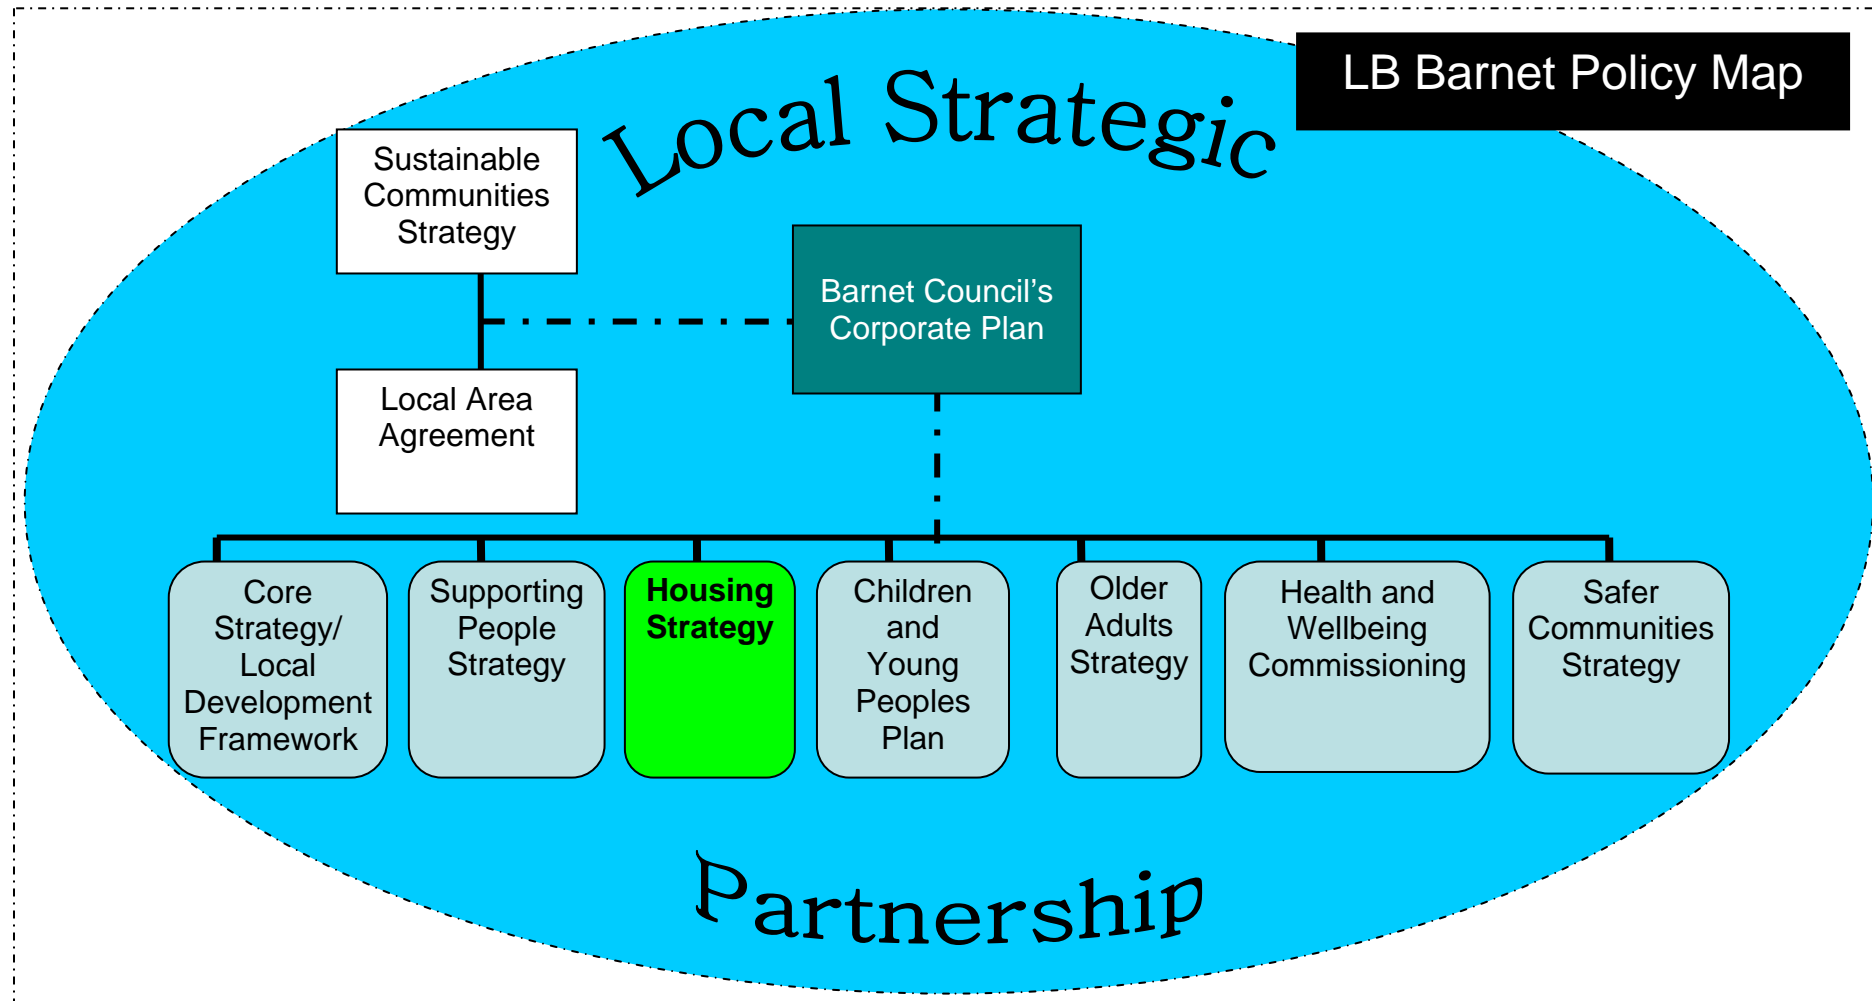 LB Barnet Policy Map
Local Strategic
Sustainable
Communities
Strategy
Barnet Council’s
Corporate Plan
Local Area
Agreement
Core
Strategy/
Local
Development
Framework
Supporting
People
Strategy
Housing
Strategy
Children
and
Young
Peoples
Plan
Older
Adults
Strategy
Health and
Wellbeing
Commissioning
Safer
Communities
Strategy
Partnership